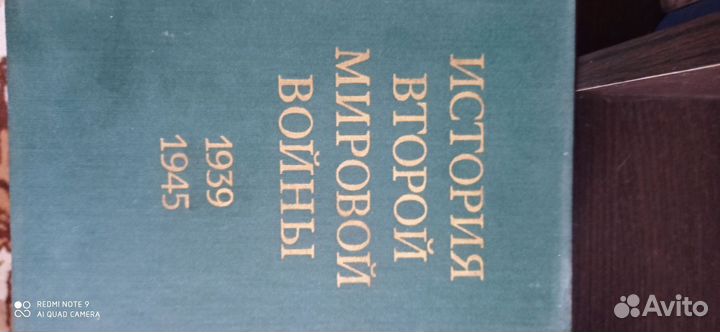 ИСТОРИЯ
ВТОРОЙ
МИРОВОЙ
ВОЙНЫ
1939
1945
REDMI NOTE 9
AI QUAD CAMERA
Avito